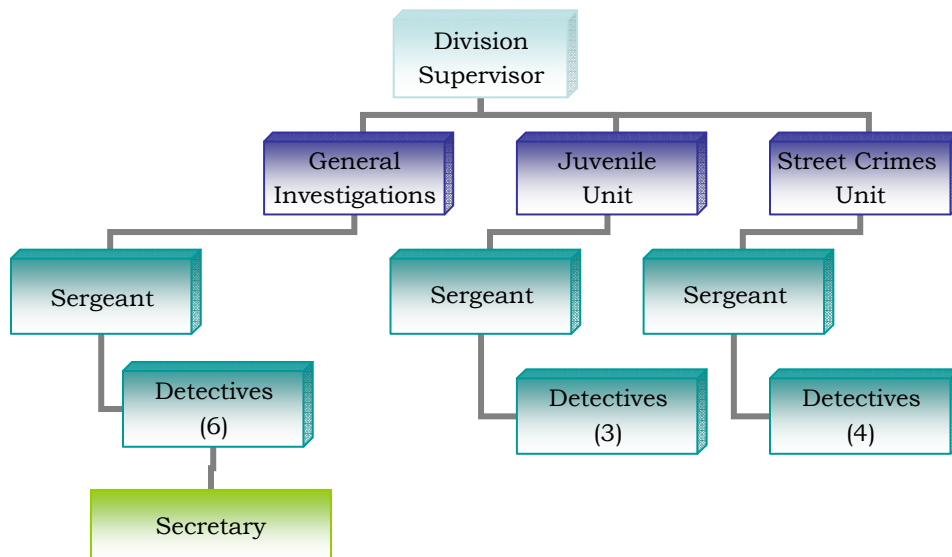 Division
Supervisor
General
Investigations
Juvenile
Unit
Street Crimes
Unit
Sergeant
Sergeant
Sergeant
Detectives
(6)
Detectives
(3)
Detectives
(4)
Secretary